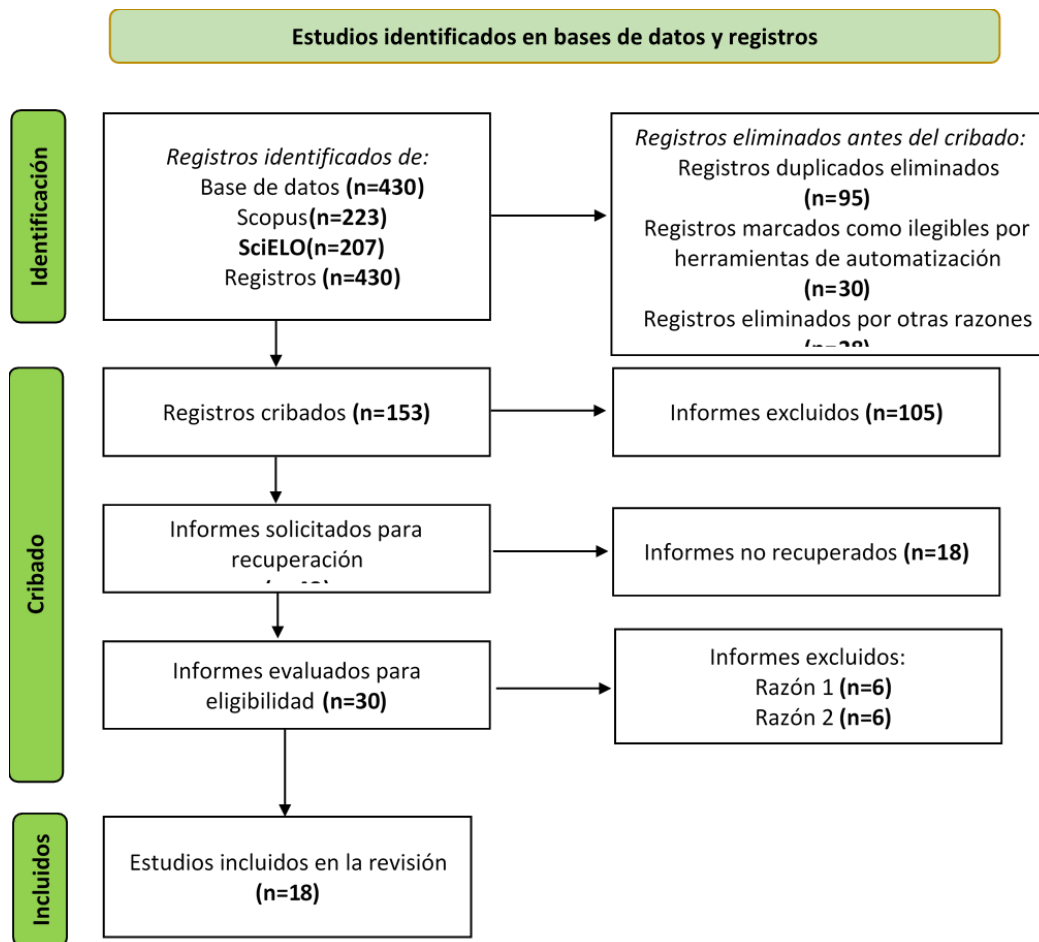 Estudios identificados en bases de datos y registros
Identificación
Registros identificados de:
Base de datos (n=430)
Scopus(n=223)
SciELO(n=207)
Registros (n=430)
Registros eliminados antes del cribado:
Registros duplicados eliminados
(n=95)
Registros marcados como ilegibles por
herramientas de automatización
(n=30)
Registros eliminados por otras razones
Cribado
Registros cribados (n=153)
Informes excluidos (n=105)
Informes solicitados para
recuperación
Informes no recuperados (n=18)
Informes evaluados para
eligibilidad (n=30)
Informes excluidos:
Razón 1 (n=6)
Razón 2 (n=6)
Incluidos
Estudios incluidos en la revisión
(n=18)